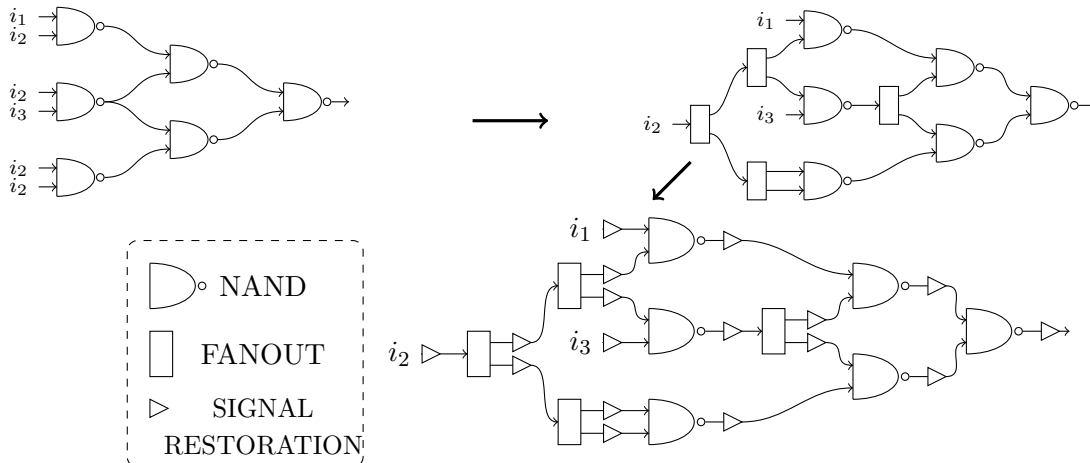 i₁
i₂
i₂
i₃
i₂
i₂
i₁
i₃
i₂
i₁
i₃
i₂
NAND
FANOUT
SIGNAL
RESTORATION